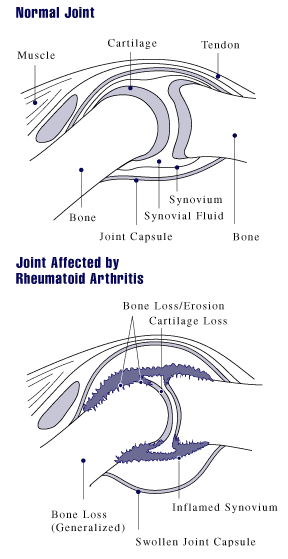 Normal Joint
Cartilage
Tendon
Muscle
Synovium
Synovial Fluid
Bone
Joint Capsule
Bone
Joint Affected by
Rheumatoid Arthritis
Bone Loss/Erosion
Cartilage Loss
Bone Loss
(Generalized)
Inflamed Synovium
Swollen Joint Capsule